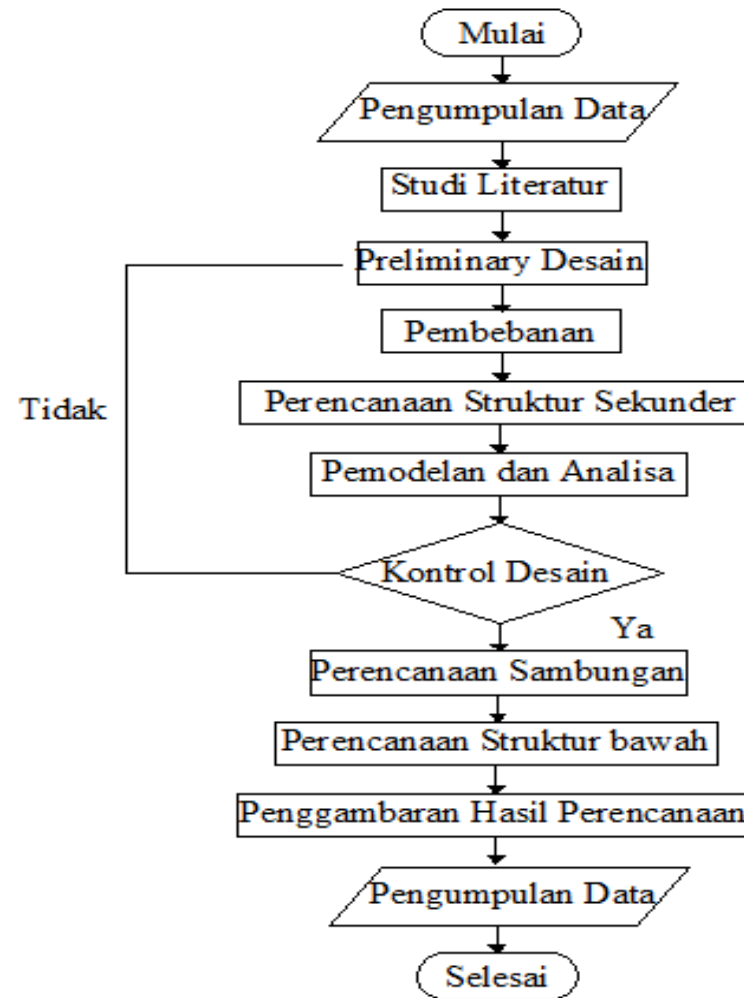 Mulai
Pengumpulan Data
Studi Literatur
Preliminary Desain
Pembebanan
Perencanaan Struktur Sekunder
Tidak
Pemodelan dan Analisa
Kontrol Desain
Ya
Perencanaan Sambungan
Perencanaan Struktur bawah
Penggambaran Hasil Perencanaan
Pengumpulan Data
Selesai